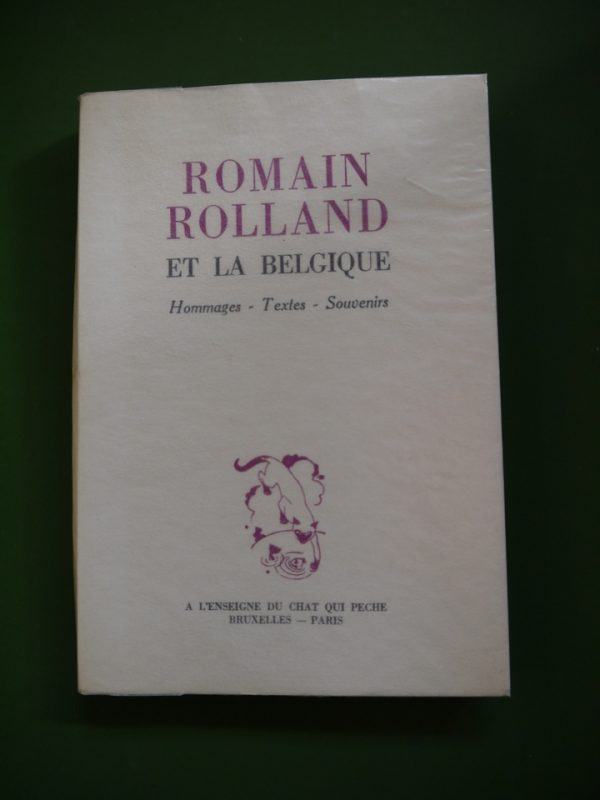 ROMAIN
ROLLAND
ET LA BELGIQUE
Hommages - Textes - Souvenirs
A L'ENSEIGNE DU CHAT QUI PECHE
BRUXELLES — PARIS